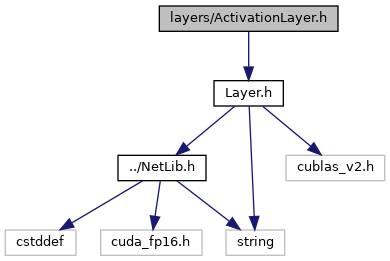 layers/ActivationLayer.h
Layer.h
../NetLib.h
cublas_v2.h
cstddef
cuda_fp16.h
string